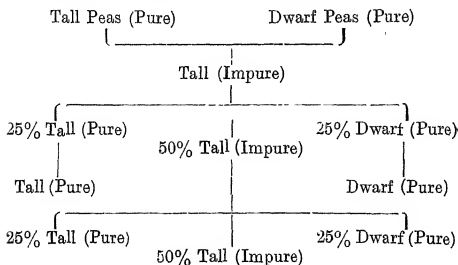 Tall Peas (Pure) Dwarf Peas (Pure)
Tall (Impure)
25% Tall (Pure) 25% Dwarf (Pure)
50% Tall (Impure)
Tall (Pure) Dwarf (Pure)
25% Tall (Pure) 25% Dwarf (Pure)
50% Tall (Impure)